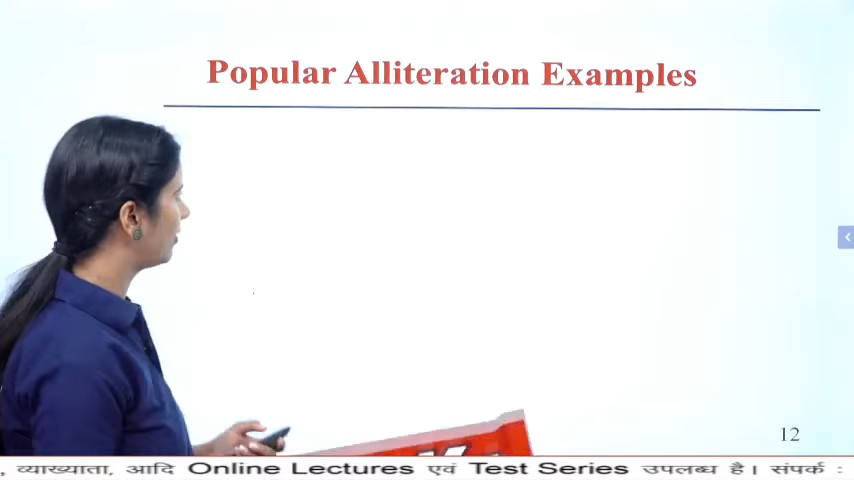 Popular Alliteration Examples
12
, व्याख्याता, आदि Online Lectures एवं Test Series उपलब्ध है। संपर्क :